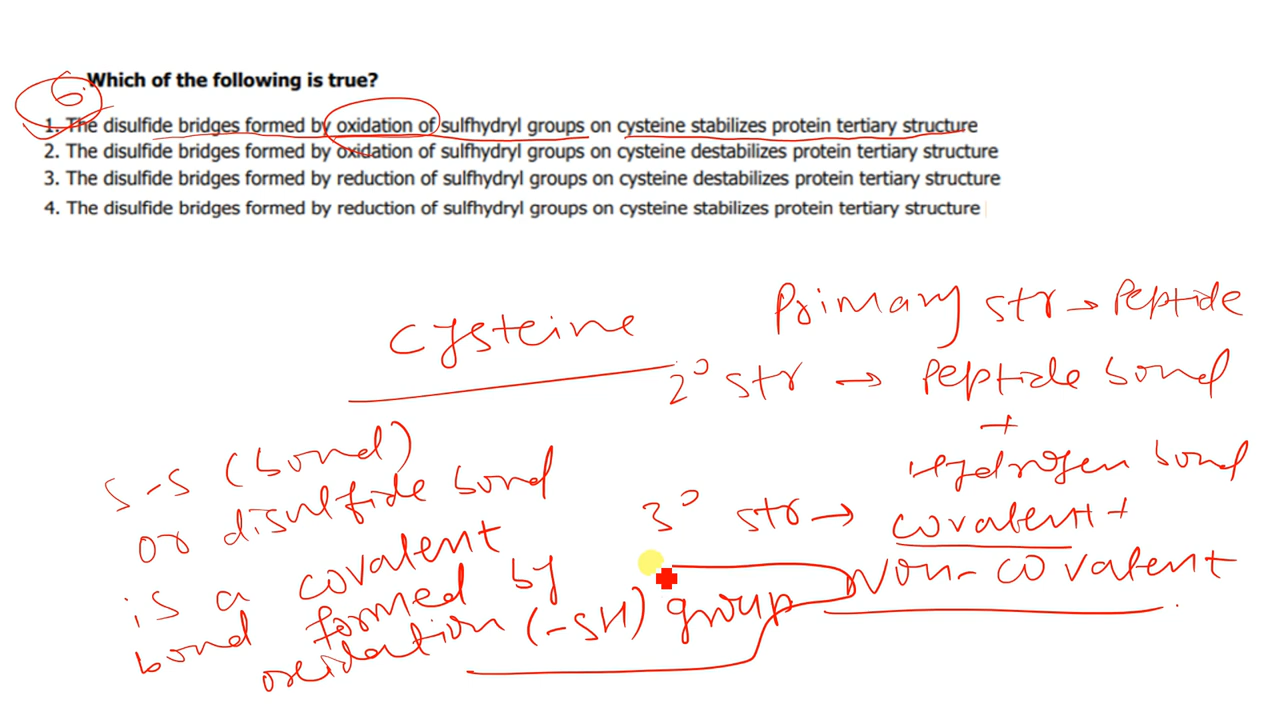 6.
Which of the following is true?
1. The disulfide bridges formed by oxidation of sulfhydryl groups on cysteine stabilizes protein tertiary structure
2. The disulfide bridges formed by oxidation of sulfhydryl groups on cysteine destabilizes protein tertiary structure
3. The disulfide bridges formed by reduction of sulfhydryl groups on cysteine destabilizes protein tertiary structure
4. The disulfide bridges formed by reduction of sulfhydryl groups on cysteine stabilizes protein tertiary structure
Cysteine
S-S (bond)
or disulfide bond
is a covalent
bond formed by
oxidation (-SH) group
Primary str → Peptide
2° str → Peptide bond
+
Hydrogen bond
3° str → covalent +
Non-covalent